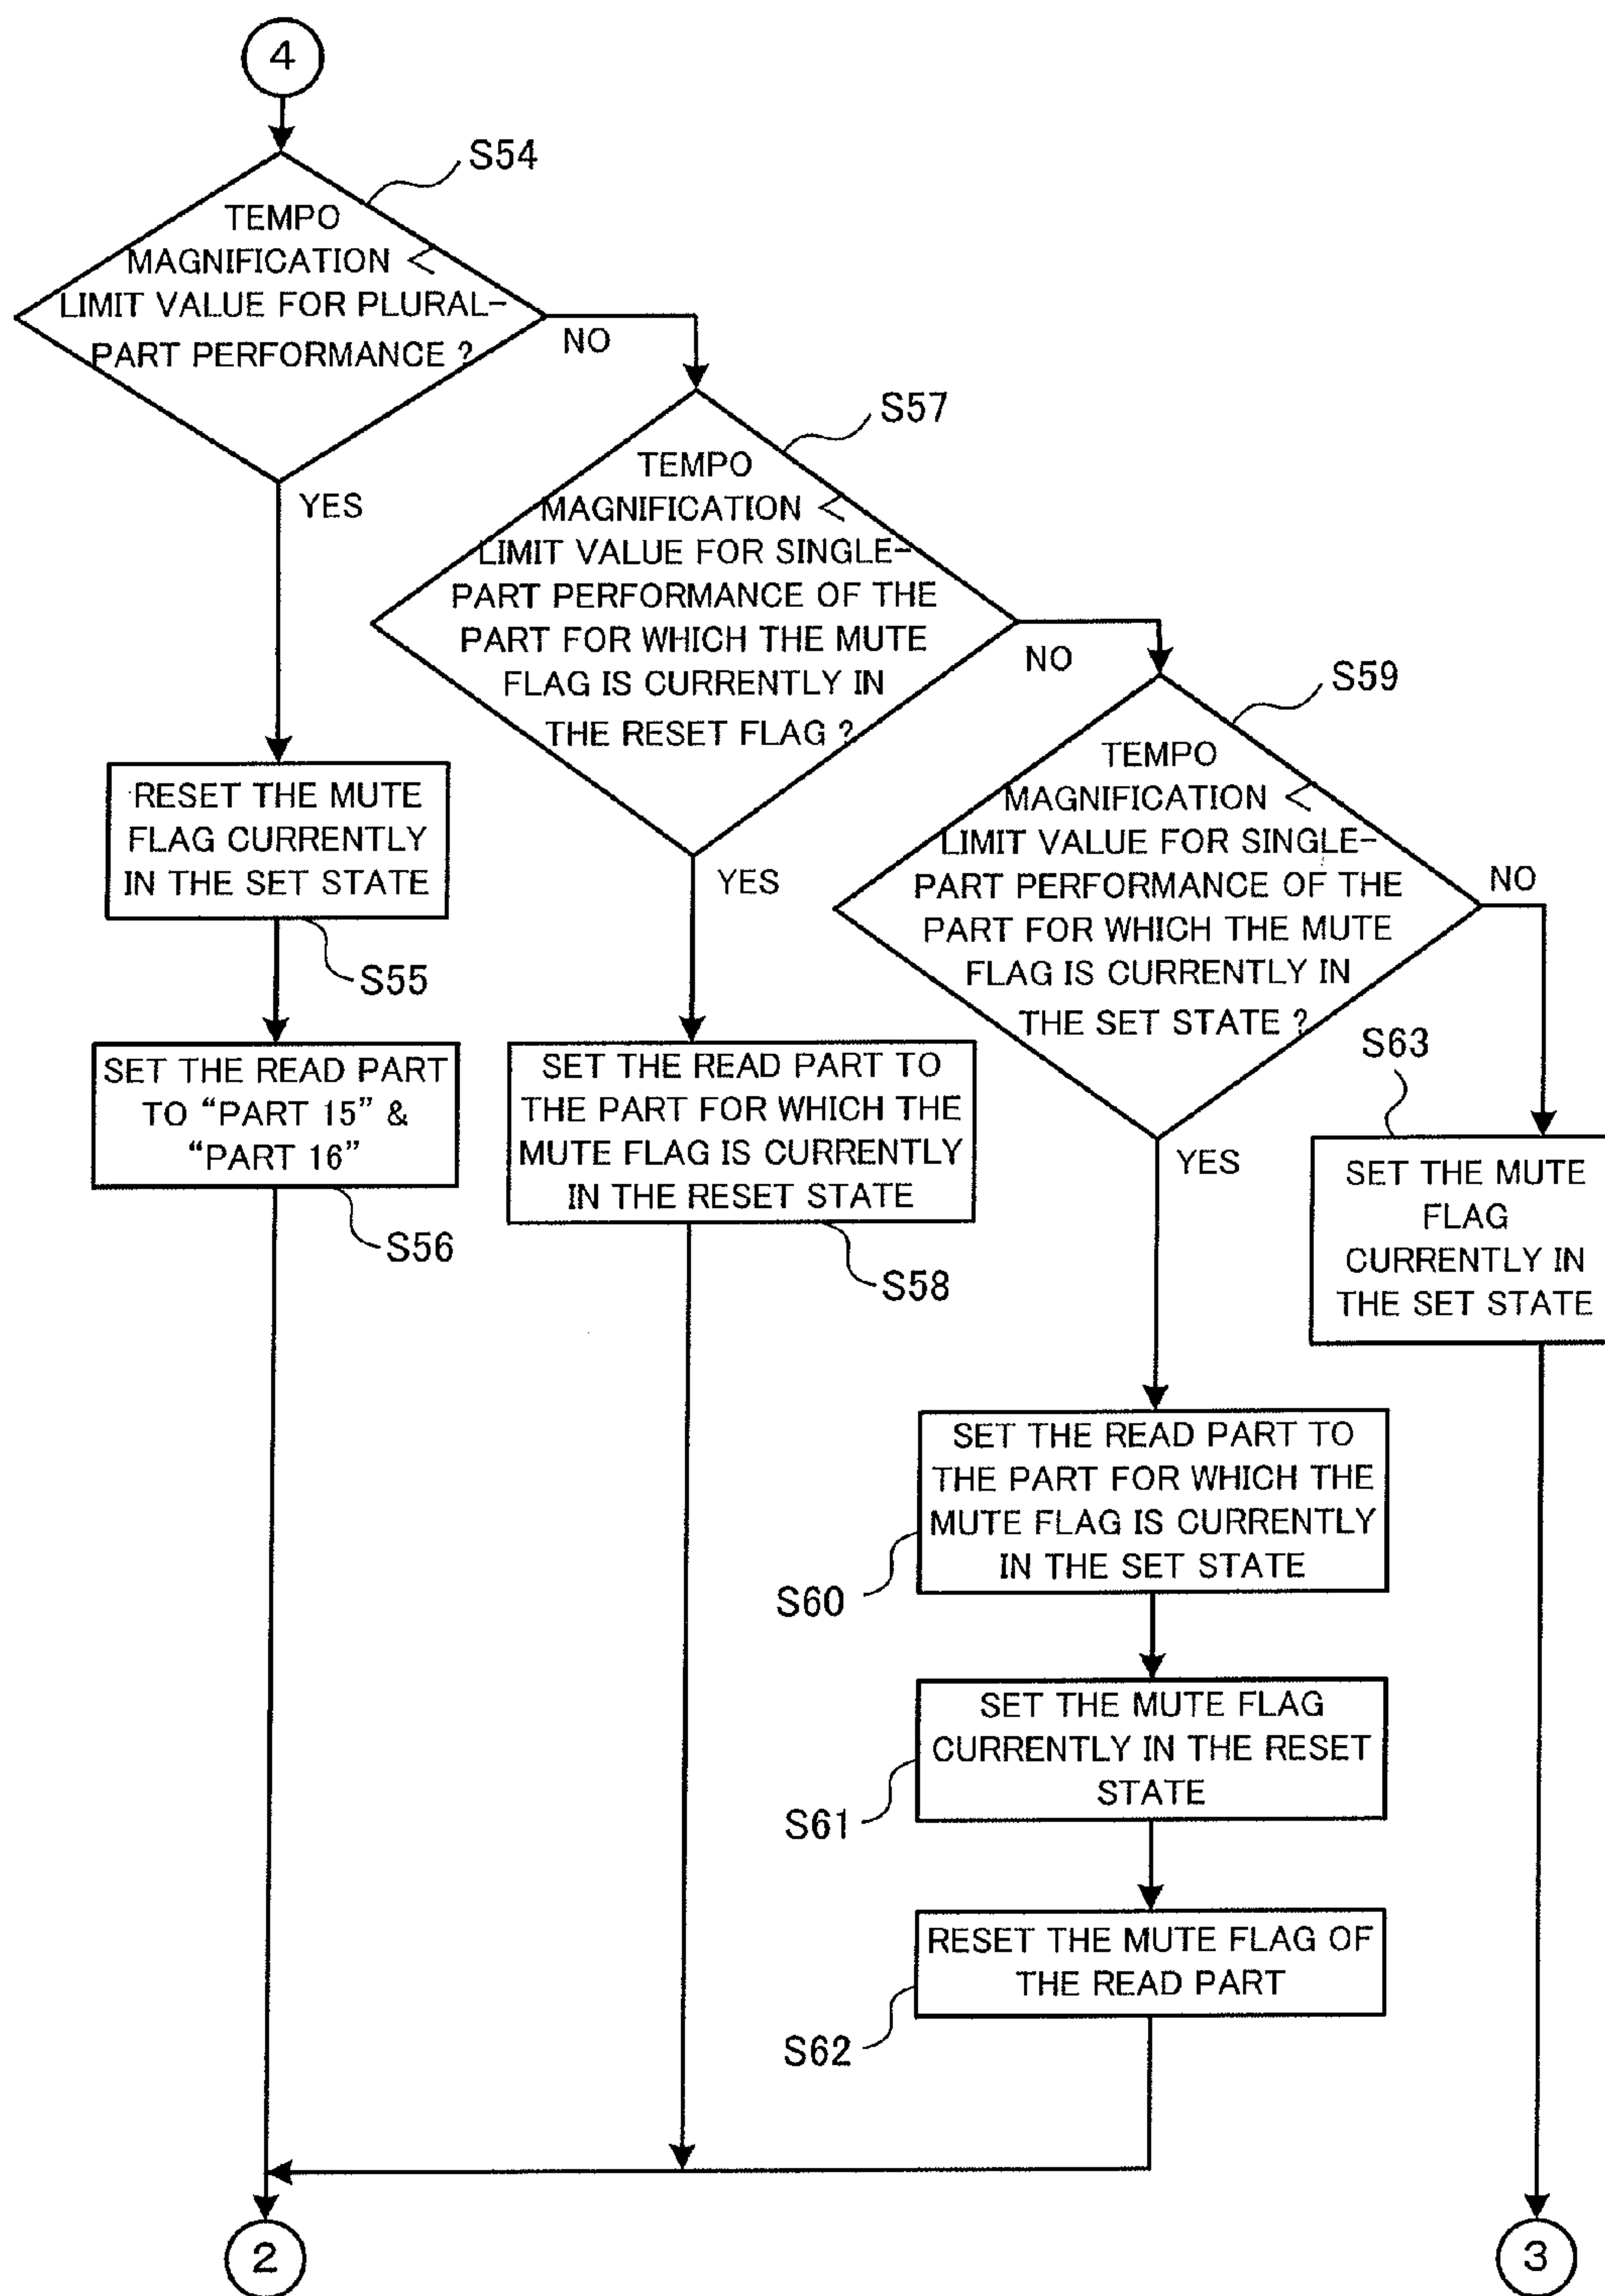 4
S54
TEMPO
MAGNIFICATION <
LIMIT VALUE FOR PLURAL-
PART PERFORMANCE ?
NO
YES
S57
TEMPO
MAGNIFICATION <
LIMIT VALUE FOR SINGLE-
PART PERFORMANCE OF THE
PART FOR WHICH THE MUTE
FLAG IS CURRENTLY IN
THE RESET FLAG ?
NO
YES
S59
TEMPO
MAGNIFICATION <
LIMIT VALUE FOR SINGLE-
PART PERFORMANCE OF THE
PART FOR WHICH THE MUTE
FLAG IS CURRENTLY IN
THE SET STATE ?
NO
YES
RESET THE MUTE
FLAG CURRENTLY
IN THE SET STATE
S55
SET THE READ PART
TO “PART 15” &
“PART 16”
S56
SET THE READ PART TO
THE PART FOR WHICH THE
MUTE FLAG IS CURRENTLY
IN THE RESET STATE
S58
S63
SET THE MUTE
FLAG
CURRENTLY IN
THE SET STATE
SET THE READ PART TO
THE PART FOR WHICH THE
MUTE FLAG IS CURRENTLY
IN THE SET STATE
S60
SET THE MUTE FLAG
CURRENTLY IN THE RESET
STATE
S61
RESET THE MUTE FLAG OF
THE READ PART
S62
2
3